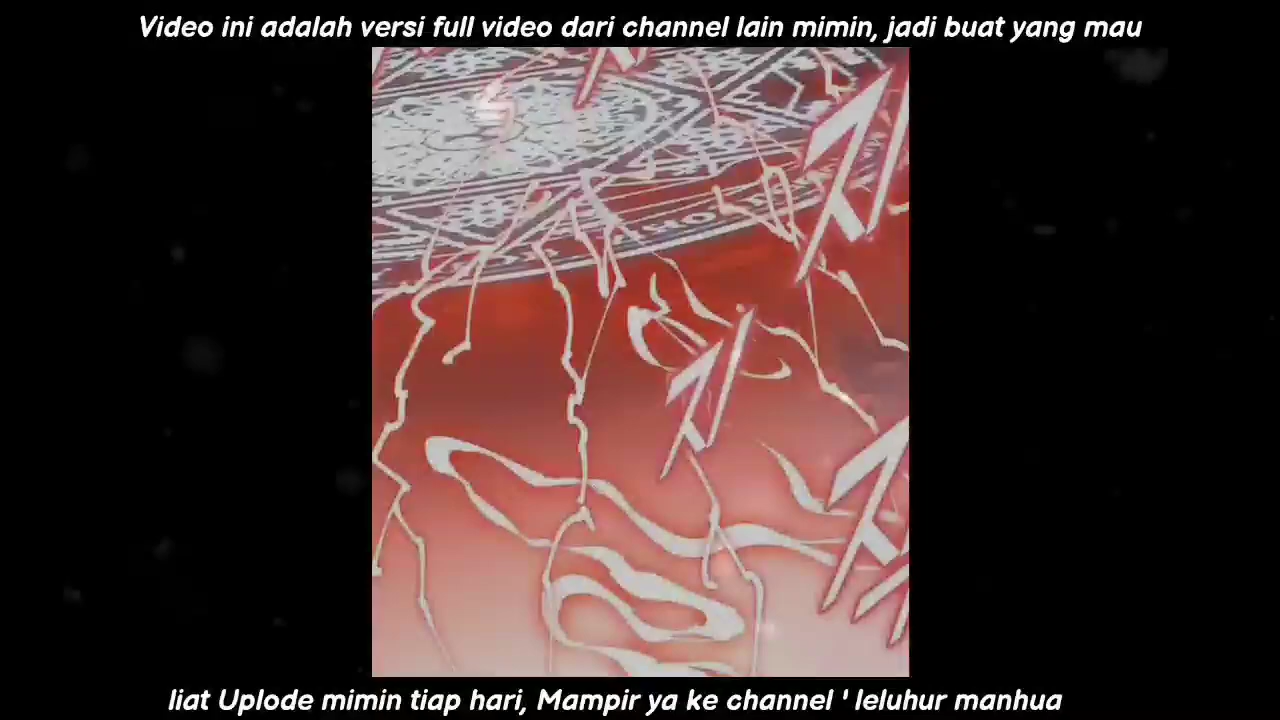 Video ini adalah versi full video dari channel lain mimin, jadi buat yang mau
liat Uplode mimin tiap hari, Mampir ya ke channel ' leluhur manhua